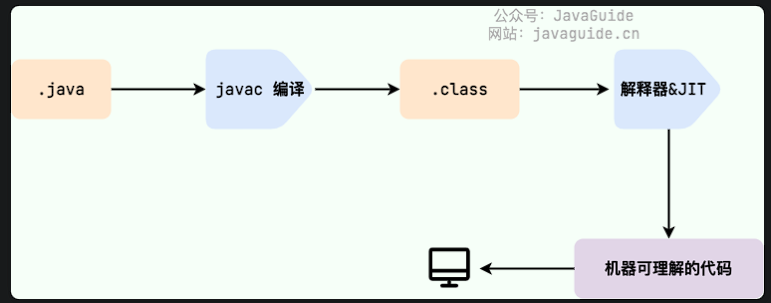 公众号：JavaGuide
网站：javaguide.cn
.java
javac 编译
.class
解释器&JIT
机器可理解的代码